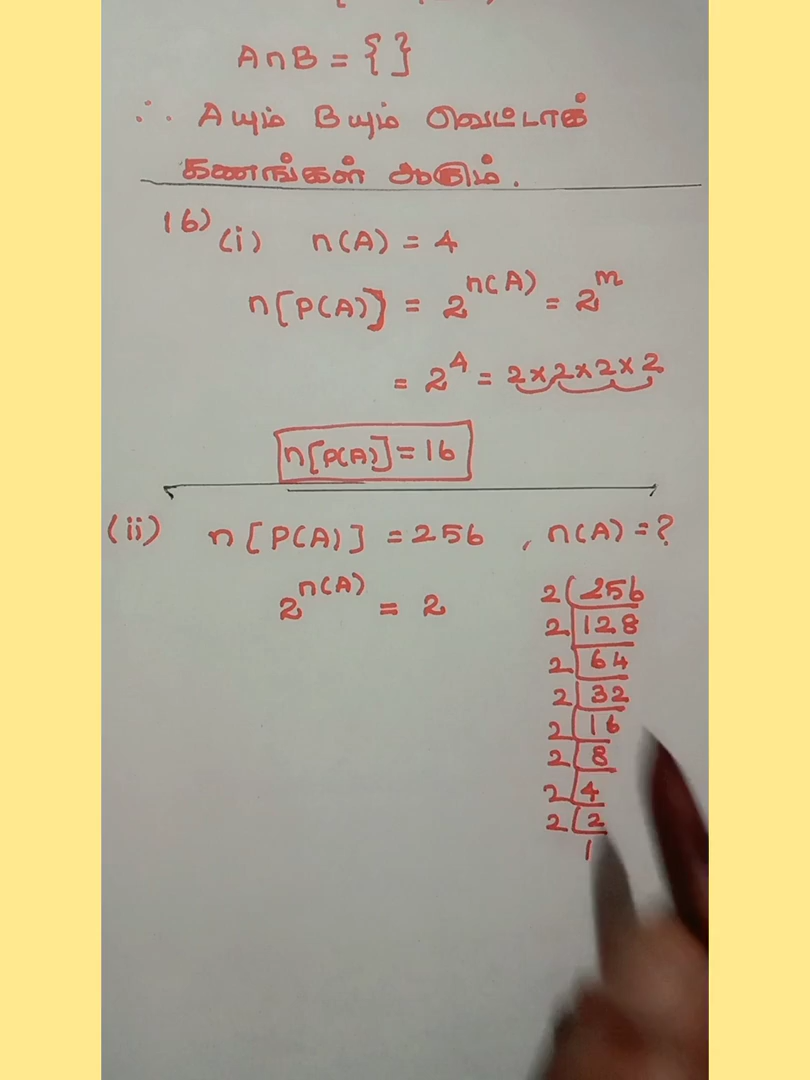 A∩B = { }
∴ Aயும் Bயும் வெட்டாக்
கணங்கள் ஆகும்.
16) (i) n(A) = 4
n[P(A)] = 2^n(A) = 2^m
= 2^4 = 2×2×2×2
n[P(A)] = 16
(ii) n[P(A)] = 256, n(A) = ?
2^n(A) = 2
2 256
2 128
2 64
2 32
2 16
2 8
2 4
2 2
1